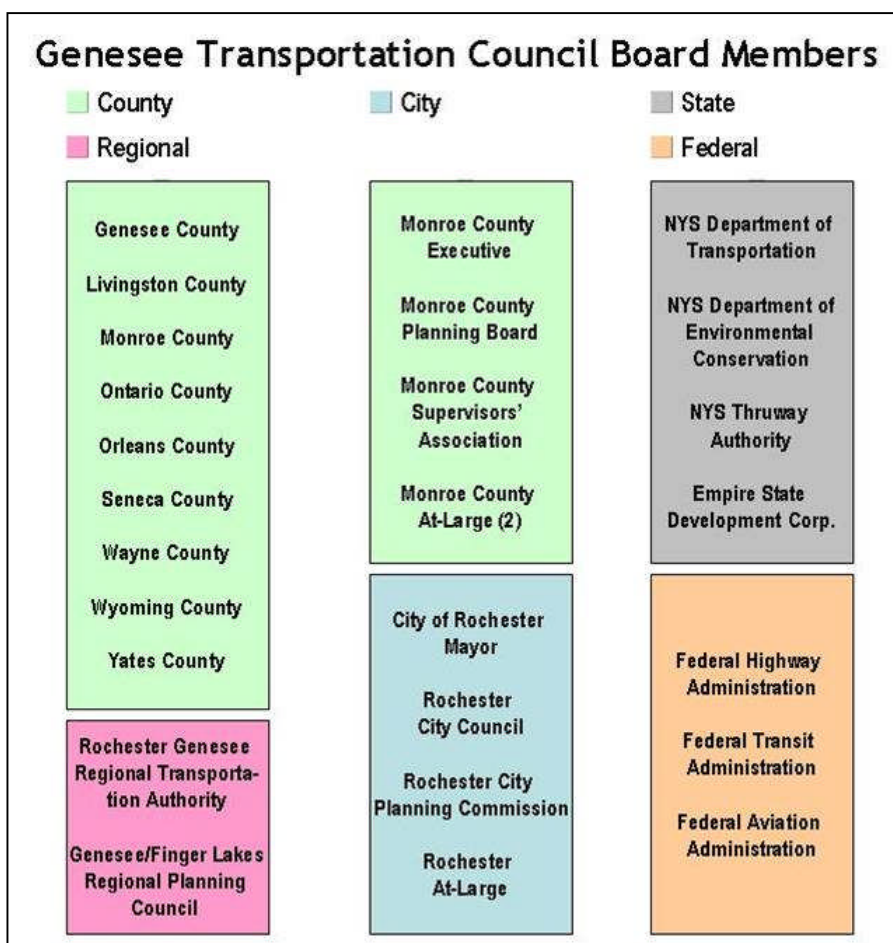 Genesee Transportation Council Board Members
County
City
State
Regional
Federal
Genesee County
Livingston County
Monroe County
Ontario County
Orleans County
Seneca County
Wayne County
Wyoming County
Yates County
Rochester Genesee
Regional Transporta-
tion Authority
Genesee/Finger Lakes
Regional Planning
Council
Monroe County
Executive
Monroe County
Planning Board
Monroe County
Supervisors'
Association
Monroe County
At-Large (2)
City of Rochester
Mayor
Rochester
City Council
Rochester City
Planning Commission
Rochester
At-Large
NYS Department of
Transportation
NYS Department of
Environmental
Conservation
NYS Thruway
Authority
Empire State
Development Corp.
Federal Highway
Administration
Federal Transit
Administration
Federal Aviation
Administration